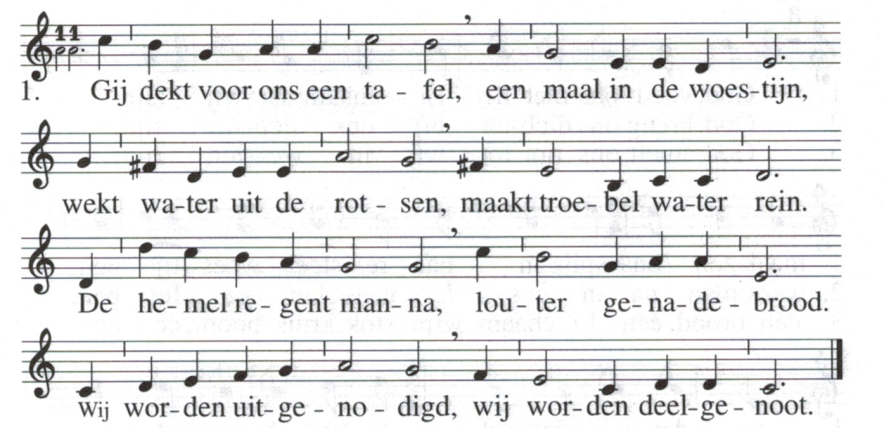 11
1. Gij dekt voor ons een ta - fel, een maal in de woes-tijn,
wekt wa-ter uit de rot - sen, maakt troe-bel wa-ter rein.
De he-mel re-gent man-na, lou-ter ge-na-de-brood.
Wij wor-den uit-ge-no-digd, wij wor-den deel-ge-noot.